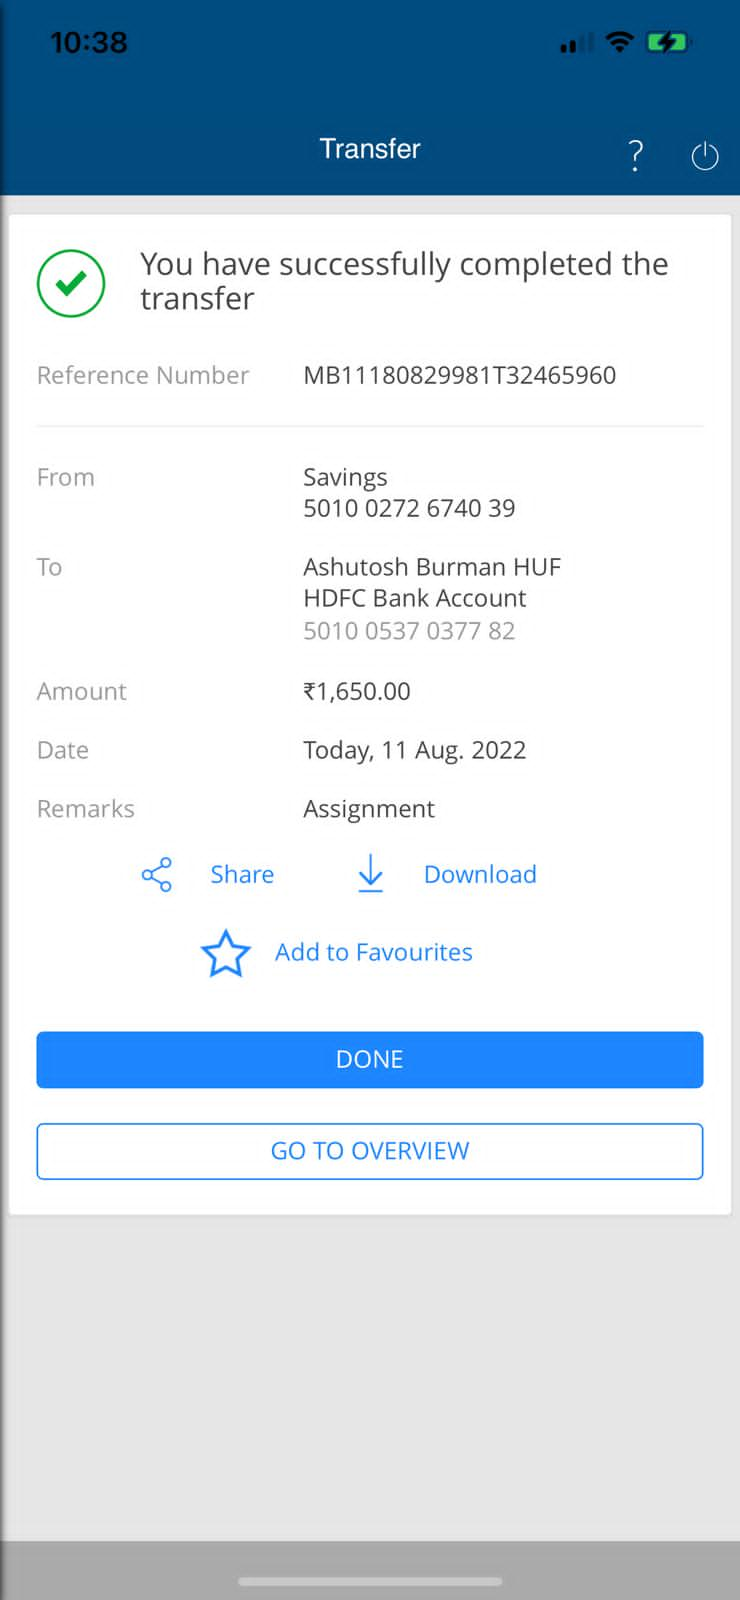 10:38
Transfer
?
You have successfully completed the
transfer
Reference Number MB11180829981T32465960
From Savings
5010 0272 6740 39
To Ashutosh Burman HUF
HDFC Bank Account
5010 0537 0377 82
Amount ₹1,650.00
Date Today, 11 Aug. 2022
Remarks Assignment
Share Download
Add to Favourites
DONE
GO TO OVERVIEW